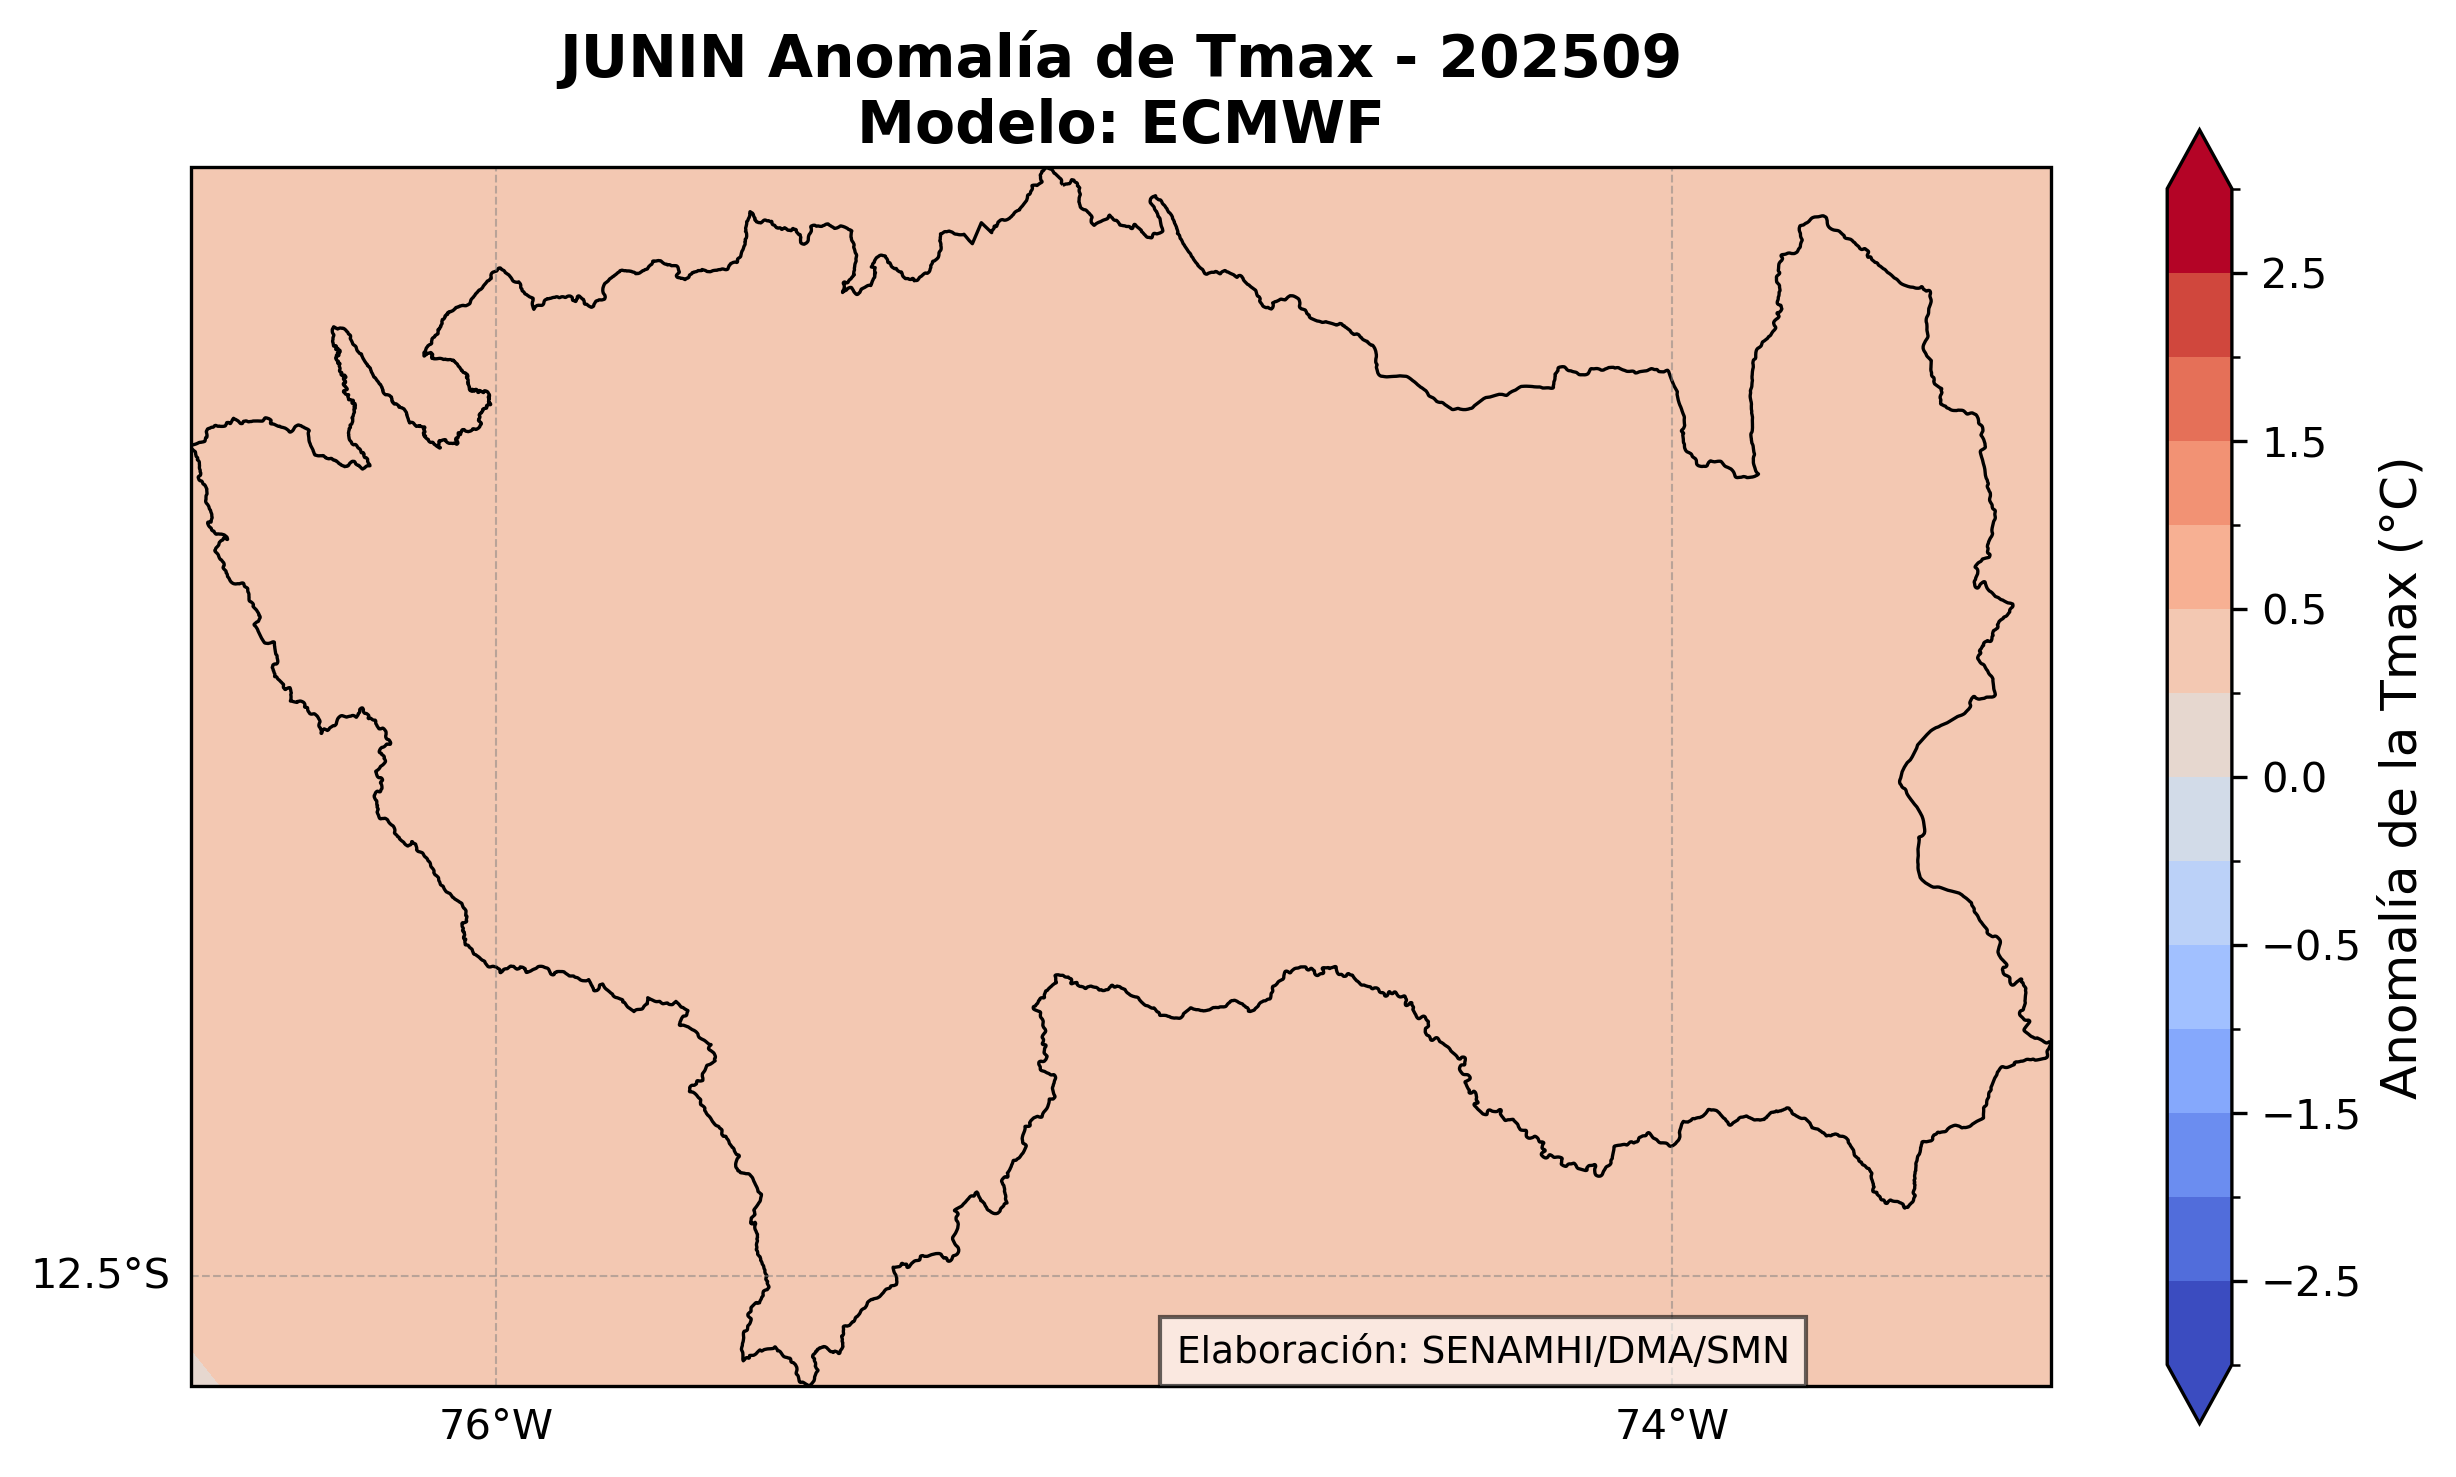 JUNIN Anomalía de Tmax - 202509
Modelo: ECMWF
2.5
1.5
0.5
0.0
−0.5
−1.5
−2.5
Anomalía de la Tmax (°C)
12.5°S
Elaboración: SENAMHI/DMA/SMN
76°W
74°W